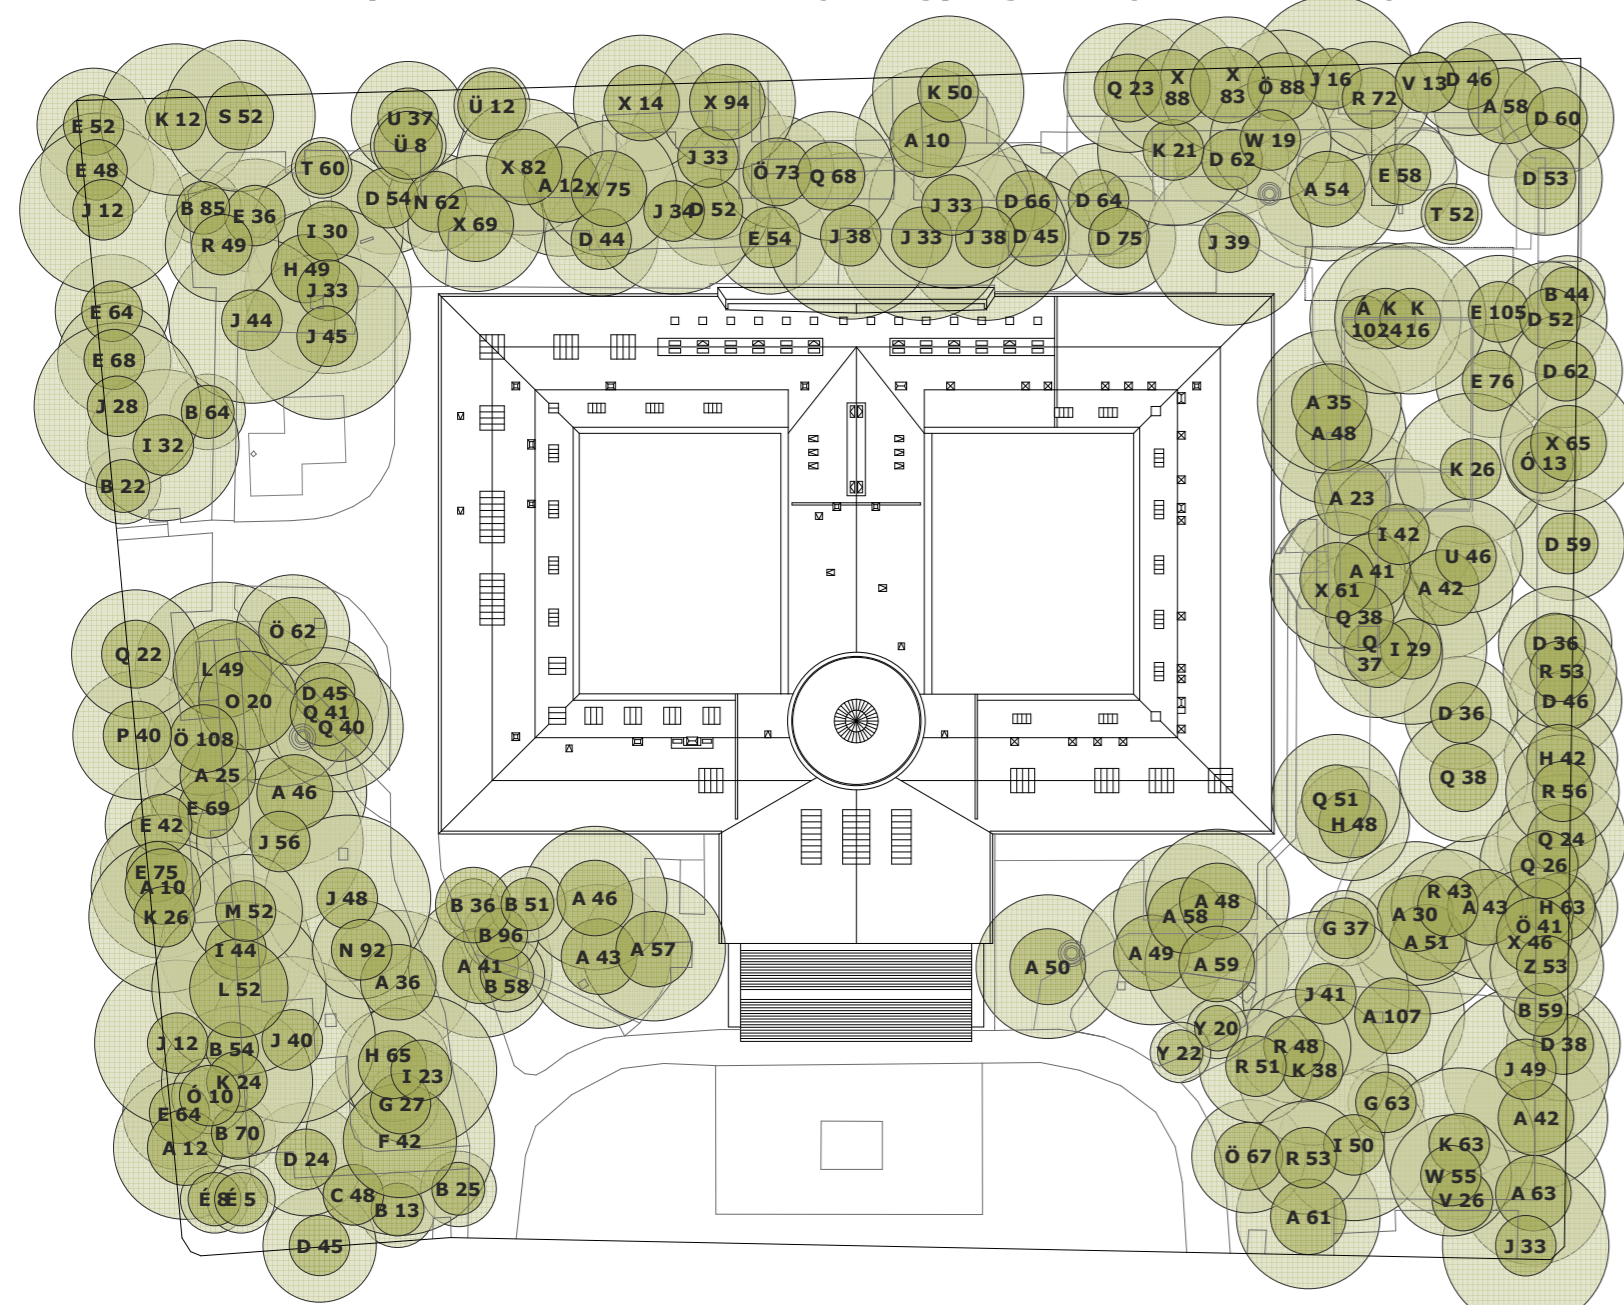 E 52
K 12
S 52
U 37
Ü 8
Ü 12
X 14
X 94
K 50
A 10
Q 23
X
88
X
83
Ö 88
J 16
R 72
V 13
D 46
A 58
D 60
E 48
T 60
X 82
A 12
X 75
J 33
Ö 73
Q 68
K 21
D 62
W 19
A 54
E 58
D 53
J 12
B 85
E 36
R 49
I 30
D 54
N 62
X 69
D 44
J 34
D 52
E 54
J 38
J 33
J 33
J 38
D 66
D 45
D 64
D 75
J 39
T 52
H 49
J 33
E 64
J 44
J 45
E 68
J 28
B 64
I 32
B 22
K
K
16
E 105
B 44
D 52
E 76
D 62
A 35
A 48
X 65
Ó 13
K 26
A 23
I 42
U 46
D 59
A 41
A 42
X 61
Q 38
Q
37
I 29
D 36
R 53
D 46
D 36
Ö 62
Q 22
L 49
O 20
D 45
Q 41
Q 40
P 40
Ö 108
A 25
A 46
E 69
E 42
J 56
H 42
Q 38
R 56
Q 51
H 48
Q 24
Q 26
E 75
A 10
K 26
M 52
J 48
I 44
N 92
L 52
A 36
B 36
B 51
B 96
A 41
B 58
A 46
A 43
A 57
A 50
A 48
A 58
A 49
A 59
G 37
A 30
R 43
A 43
A 51
H 63
Ö 41
X 46
Z 53
J 41
A 107
B 59
D 38
J 12
B 54
J 40
H 65
I 23
K 24
Ó 10
G 27
E 64
B 70
A 12
F 42
D 24
É 8
É 5
C 48
B 13
B 25
D 45
Y 20
Y 22
R 48
R 51
K 38
J 49
G 63
A 42
Ö 67
R 53
I 50
K 63
W 55
V 26
A 63
A 61
J 33